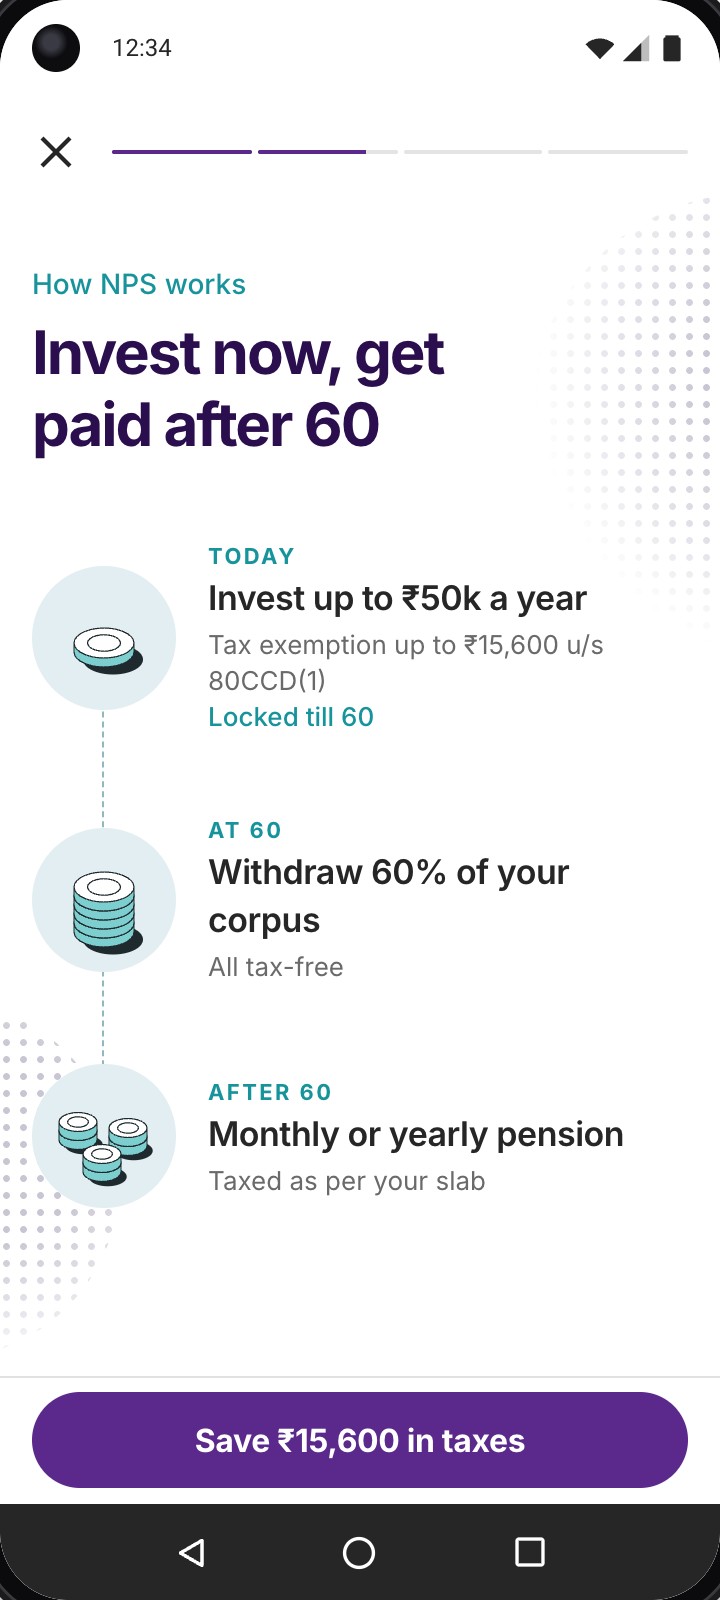 12:34
How NPS works
Invest now, get
paid after 60
TODAY
Invest up to ₹50k a year
Tax exemption up to ₹15,600 u/s
80CCD(1)
Locked till 60
AT 60
Withdraw 60% of your
corpus
All tax-free
AFTER 60
Monthly or yearly pension
Taxed as per your slab
Save ₹15,600 in taxes